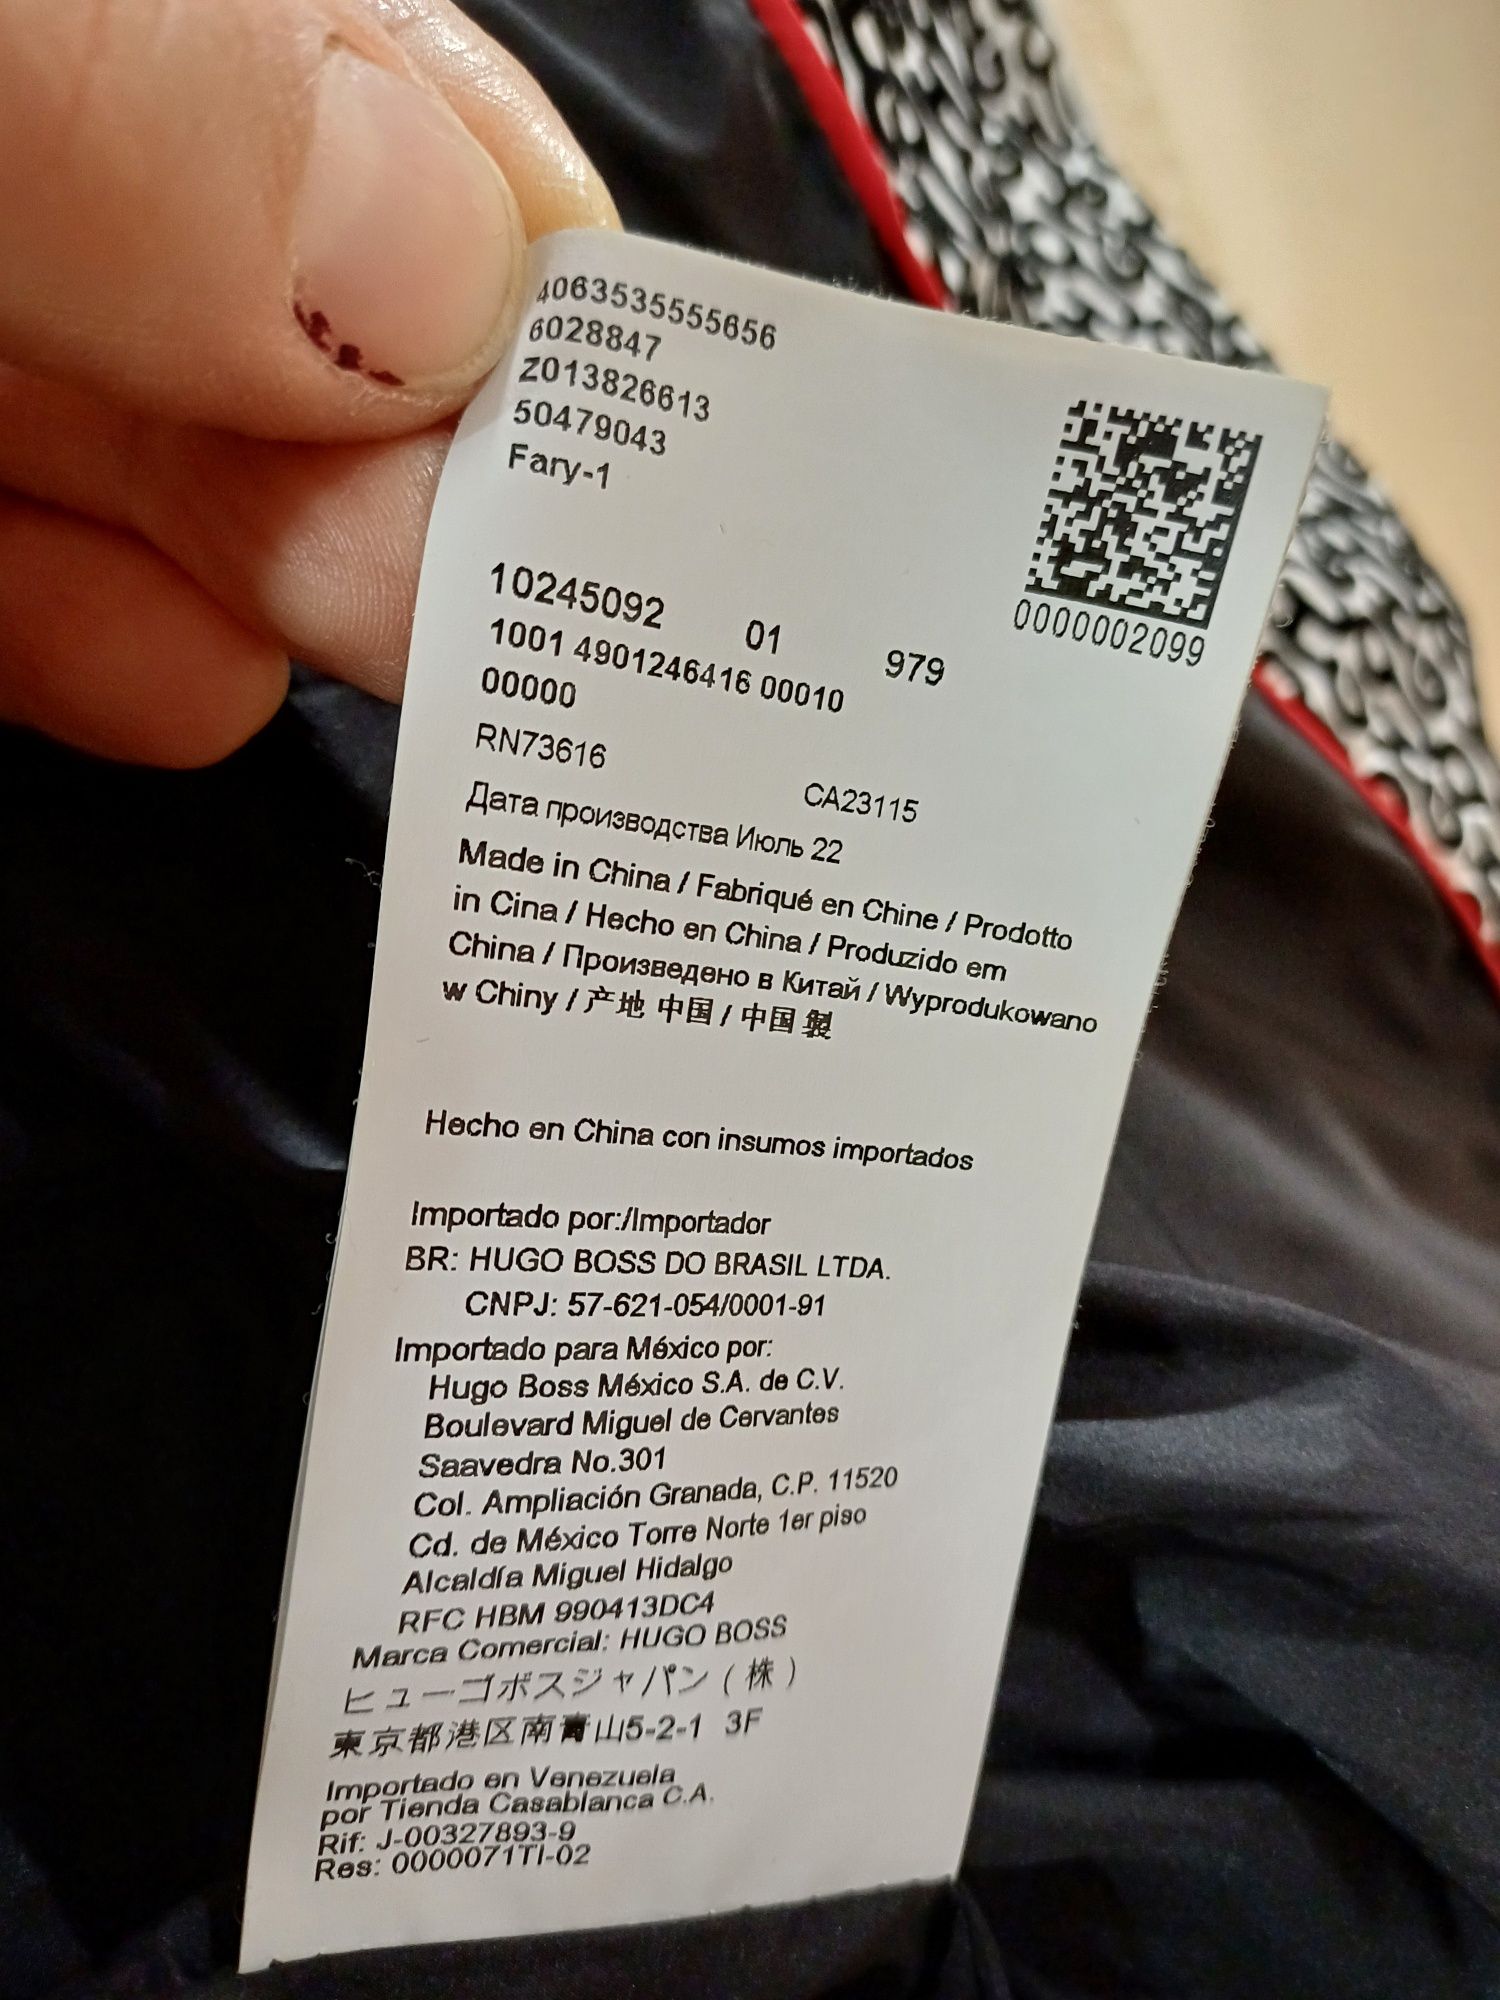 4063535555656
6028847
Z013826613
50479043
Fary-1
0000002099
10245092 01 979
1001 4901246416 00010
00000
RN73616 CA23115
Дата производства Июль 22
Made in China / Fabriqué en Chine / Prodotto
in Cina / Hecho en China / Produzido em
China / Произведено в Китай / Wyprodukowano
w Chiny / 产地 中国 / 中国 製
Hecho en China con insumos importados
Importado por:/Importador
BR: HUGO BOSS DO BRASIL LTDA.
CNPJ: 57-621-054/0001-91
Importado para México por:
Hugo Boss México S.A. de C.V.
Boulevard Miguel de Cervantes
Saavedra No.301
Col. Ampliación Granada, C.P. 11520
Cd. de México Torre Norte 1er piso
Alcaldía Miguel Hidalgo
RFC HBM 990413DC4
Marca Comercial: HUGO BOSS
ヒューゴボスジャパン (株)
東京都港区南青山5-2-1 3F
Importado en Venezuela
por Tienda Casablanca C.A.
Rif: J-00327893-9
Res: 0000071TI-02